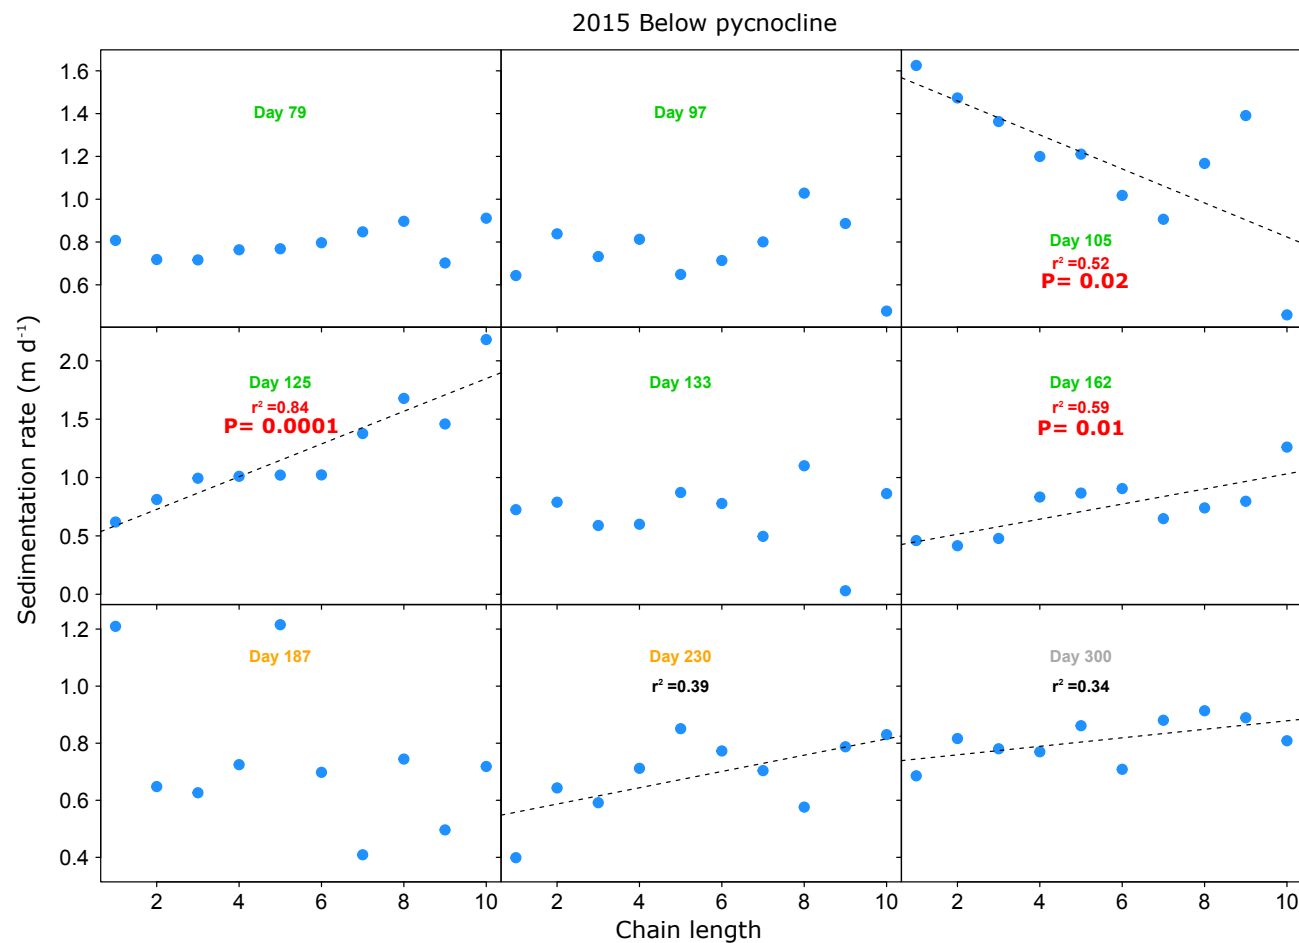 2015 Below pycnocline
Sedimentation rate (m d⁻¹)
1.6
1.4
1.2
1.0
0.8
0.6
Day 79
Day 97
Day 105
r² =0.52
P= 0.02
2.0
1.5
1.0
0.5
0.0
Day 125
r² =0.84
P= 0.0001
Day 133
Day 162
r² =0.59
P= 0.01
1.2
1.0
0.8
0.6
0.4
Day 187
Day 230
r² =0.39
Day 300
r² =0.34
2 4 6 8 10 2 4 6 8 10 2 4 6 8 10
Chain length